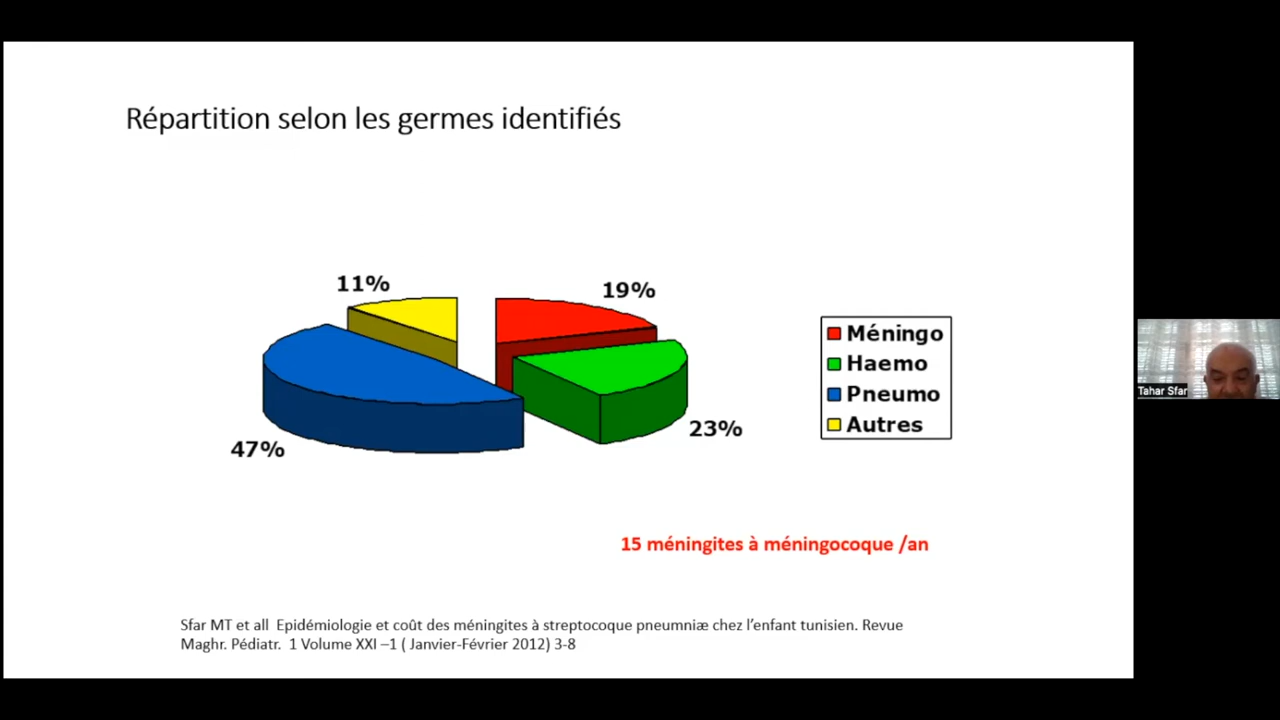 Répartition selon les germes identifiés
11%
19%
47%
23%
Méningo
Haemo
Pneumo
Autres
15 méningites à méningocoque /an
Sfar MT et all Epidémiologie et coût des méningites à streptocoque pneumniæ chez l’enfant tunisien. Revue
Maghr. Pédiatr. 1 Volume XXI –1 ( Janvier-Février 2012) 3-8
Tahar Sfar